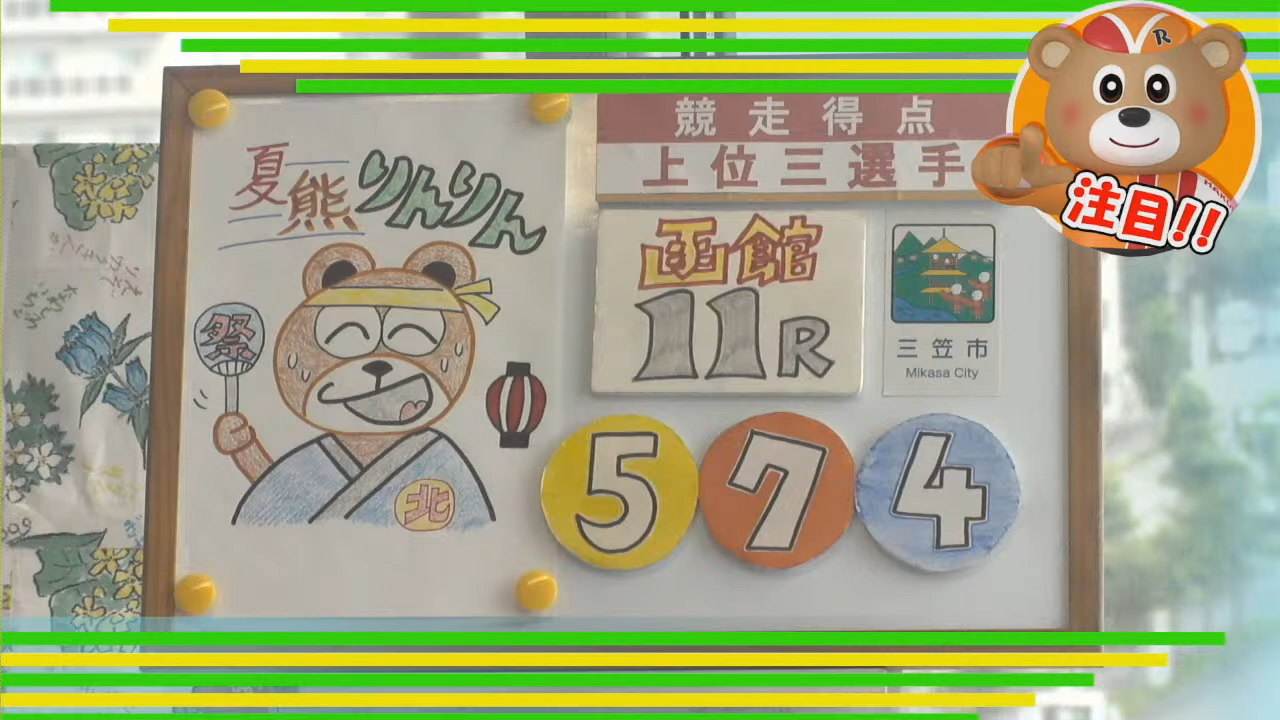 夏熊りんりん
祭
北
競走得点
上位三選手
函館
11R
三笠市
Mikasa City
5 7 4
R
注目!!